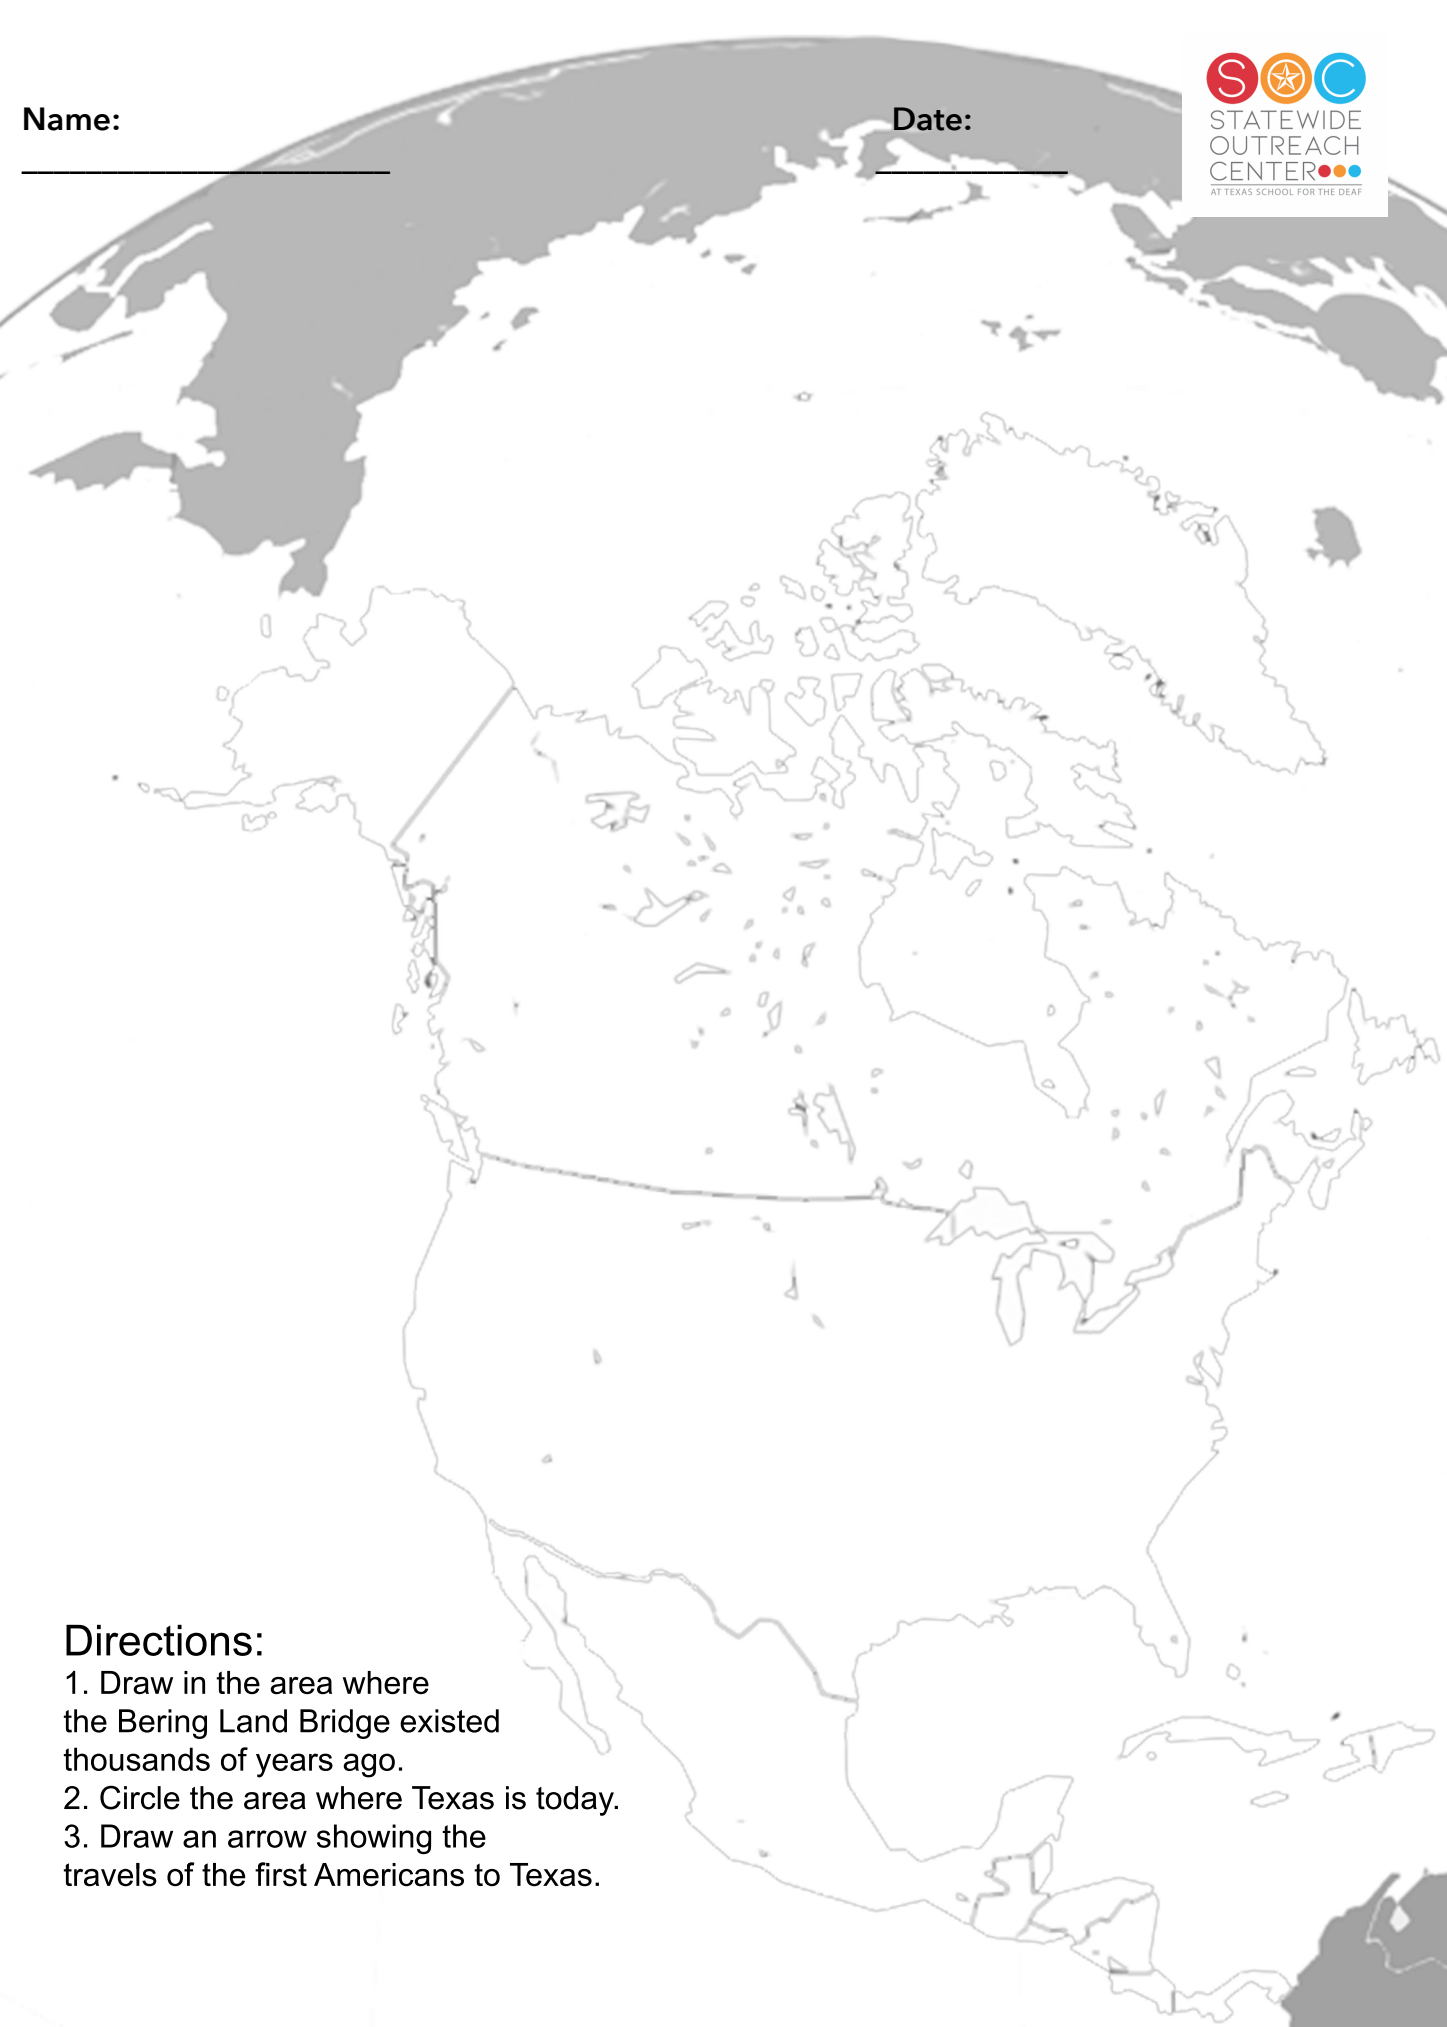 Name:
Date:
SOC
STATEWIDE
OUTREACH
CENTER
AT TEXAS SCHOOL FOR THE DEAF
Directions:
1. Draw in the area where
the Bering Land Bridge existed
thousands of years ago.
2. Circle the area where Texas is today.
3. Draw an arrow showing the
travels of the first Americans to Texas.